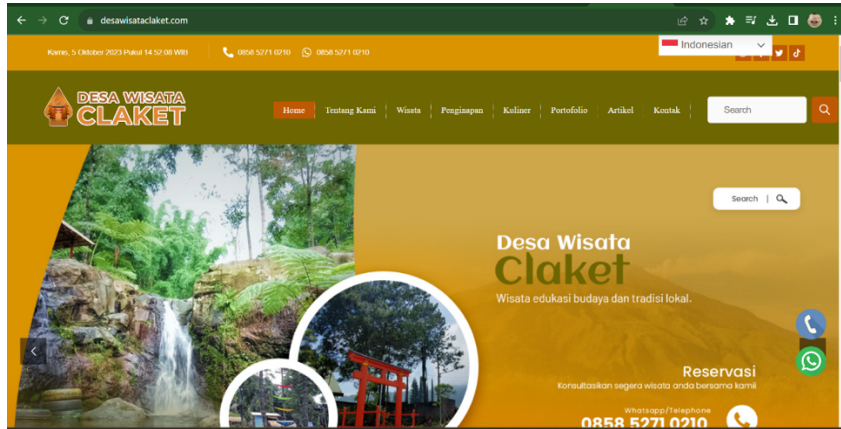 desawisataclaket.com
Kamis, 5 Oktober 2023 Pukul 14 52 08 WIB
0858 5271 0210
0858 5271 0210
Indonesian
DESA WISATA
CLAKET
Home
Tentang Kami
Wisata
Penginapan
Kuliner
Portofolio
Artikel
Kontak
Search
Search |
Desa Wisata
Claket
Wisata edukasi budaya dan tradisi lokal.
Reservasi
Konsultasikan segera wisata anda bersama kamii
Whatsapp/Telephone
0858 5271 0210